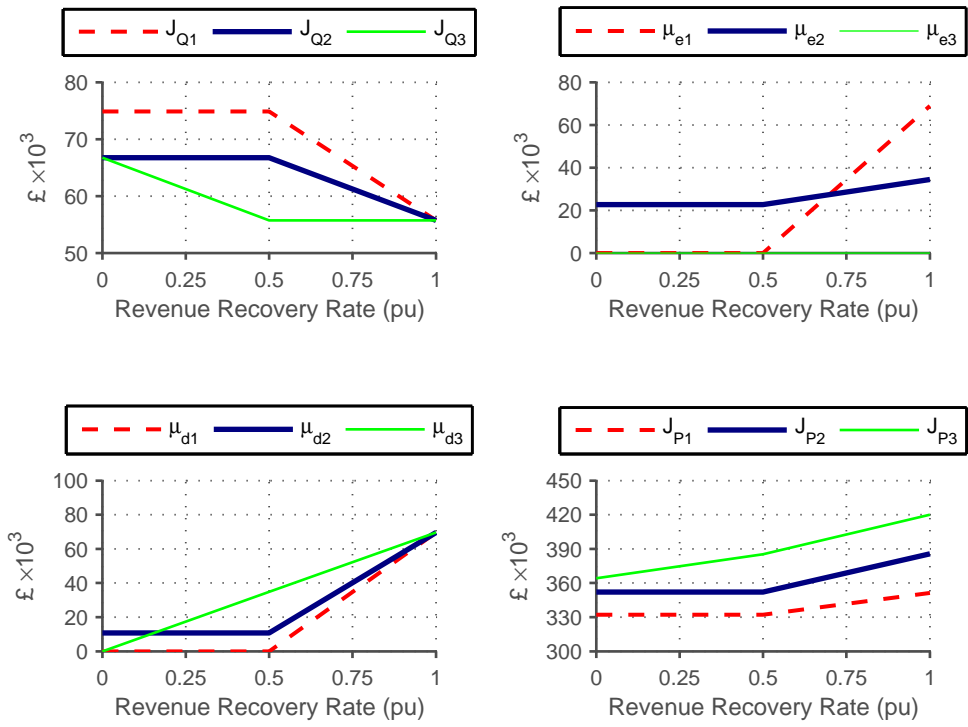 J_Q1 J_Q2 J_Q3
80
70
60
50
£ ×10^3
0 0.25 0.5 0.75 1
Revenue Recovery Rate (pu)
μ_e1 μ_e2 μ_e3
80
60
40
20
0
£ ×10^3
0 0.25 0.5 0.75 1
Revenue Recovery Rate (pu)
μ_d1 μ_d2 μ_d3
100
80
60
40
20
0
£ ×10^3
0 0.25 0.5 0.75 1
Revenue Recovery Rate (pu)
J_P1 J_P2 J_P3
450
420
390
360
330
300
£ ×10^3
0 0.25 0.5 0.75 1
Revenue Recovery Rate (pu)